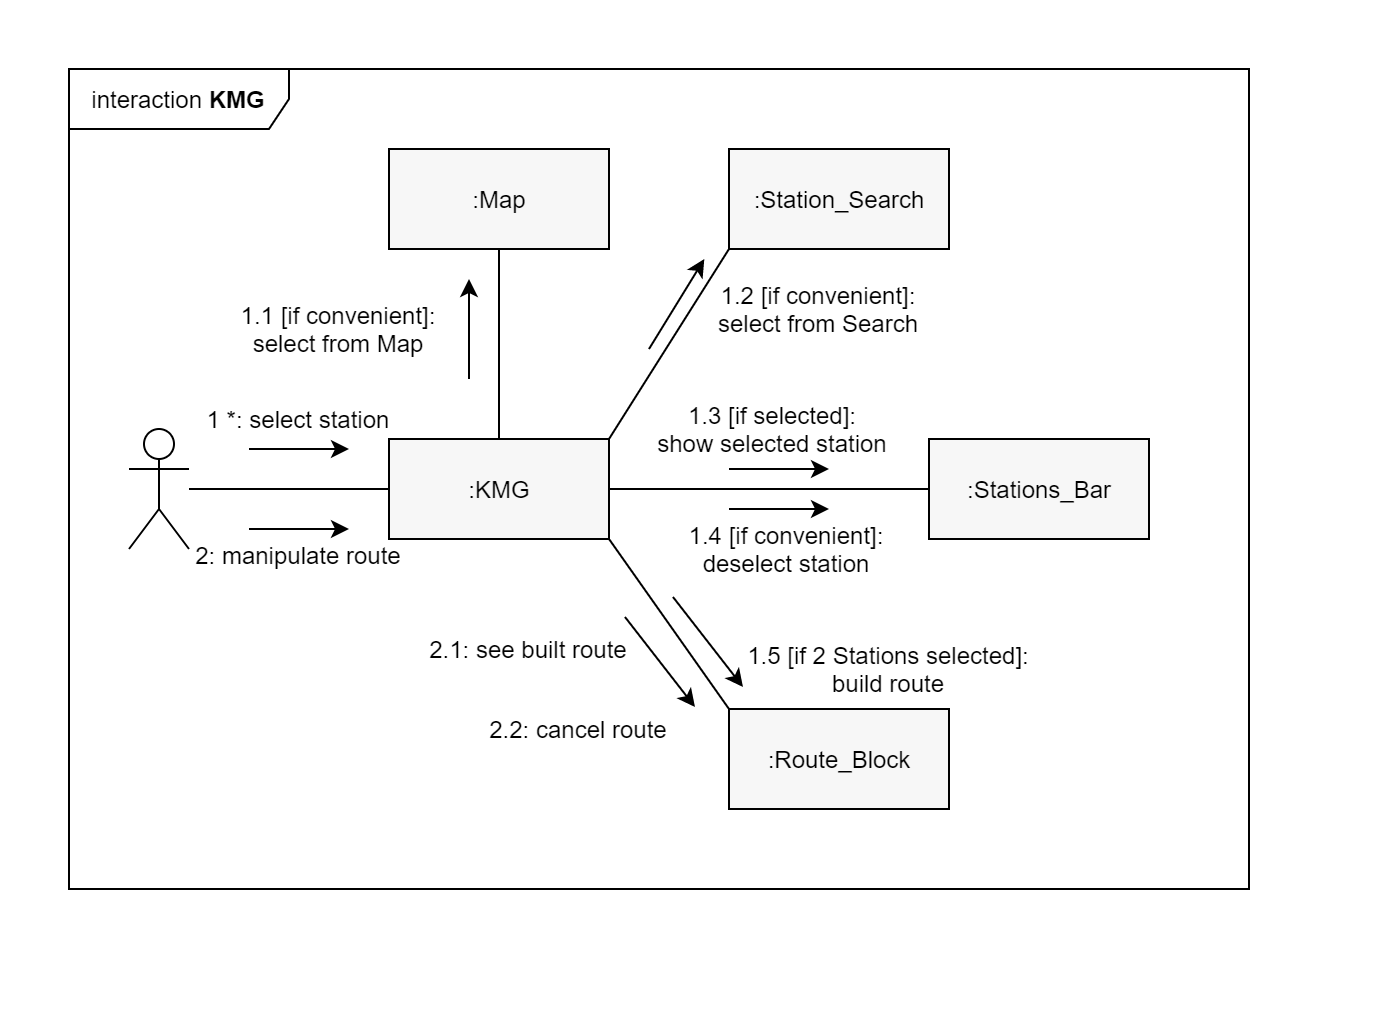 interaction KMG
:Map
:Station_Search
1.1 [if convenient]:
select from Map
1.2 [if convenient]:
select from Search
1 *: select station
1.3 [if selected]:
show selected station
:KMG
:Stations_Bar
2: manipulate route
1.4 [if convenient]:
deselect station
2.1: see built route
1.5 [if 2 Stations selected]:
build route
2.2: cancel route
:Route_Block